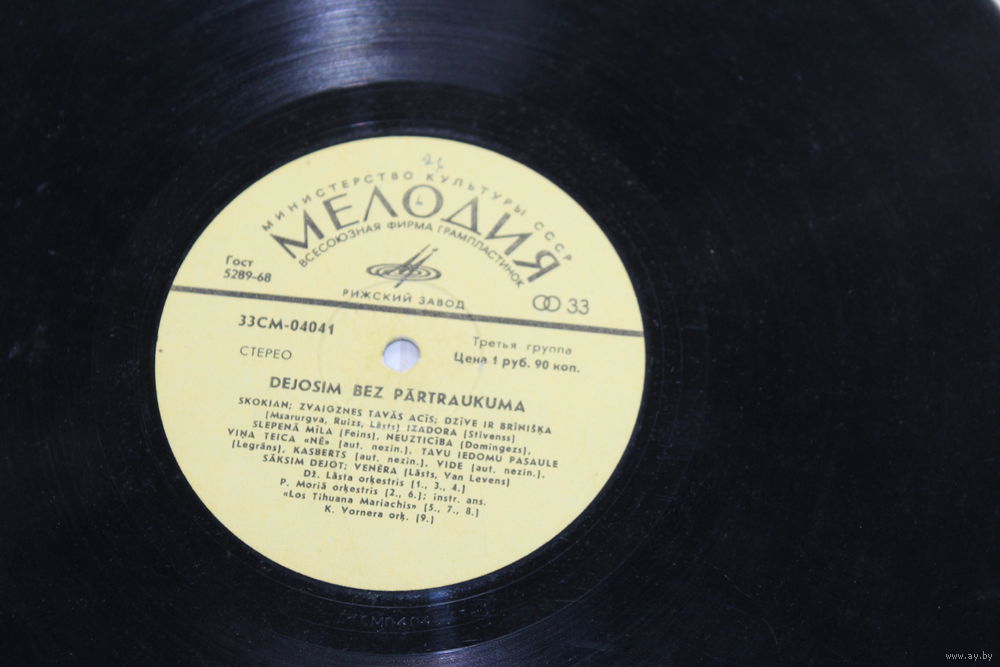 МИНИСТЕРСТВО КУЛЬТУРЫ СССР
МЕЛОДИЯ
ВСЕСОЮЗНАЯ ФИРМА ГРАМПЛАСТИНОК
Гост
5289-68
РИЖСКИЙ ЗАВОД
33
33СМ-04041
СТЕРЕО
Третья группа
Цена 1 руб. 90 коп.
DEJOSIM BEZ PĀRTRAUKUMA
SKOKIAN; ZVAIGZNES TAVĀS ACĪS; DZĪVE IR BRĪNIŠĶA
(Msarurgva, Ruizs, Lāsts) IZADORA (Stīvenss)
SLEPENĀ MĪLA (Feins), NEUZTICĪBA (Domingezs),
VIŅA TEICA «NĒ» (aut. nezin.), TAVU IEDOMU PASAULE
(Legrāns), KASBERTS (aut. nezin.), VIDE (aut. nezin.),
SĀKSIM DEJOT; VENĒRA (Lāsts, Van Levens)
Dž. Lāsta orķestris (1., 3., 4.)
P. Moriā orķestris (2., 6.); instr. ans.
«Los Tihuana Mariachis» (5., 7., 8.)
K. Vornera orķ. (9.)
www.ay.by